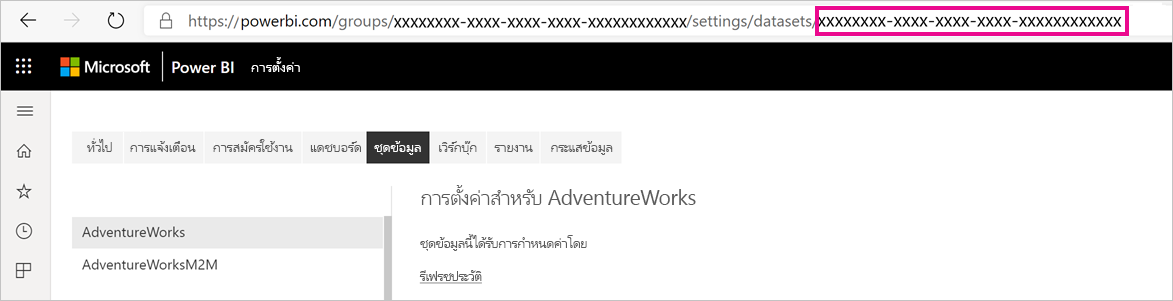 https://powerbi.com/groups/xxxxxxxx-xxxx-xxxx-xxxx-xxxxxxxxxxxx/settings/datasets/xxxxxxxx-xxxx-xxxx-xxxx-xxxxxxxxxxxx
Microsoft Power BI การตั้งค่า
ทั่วไป การแจ้งเตือน การสมัครใช้งาน แดชบอร์ด ชุดข้อมูล เวิร์กบุ๊ก รายงาน กระแสข้อมูล
การตั้งค่าสำหรับ AdventureWorks
AdventureWorks
ชุดข้อมูลนี้ได้รับการกำหนดค่าโดย
AdventureWorksM2M
รีเฟรชประวัติ